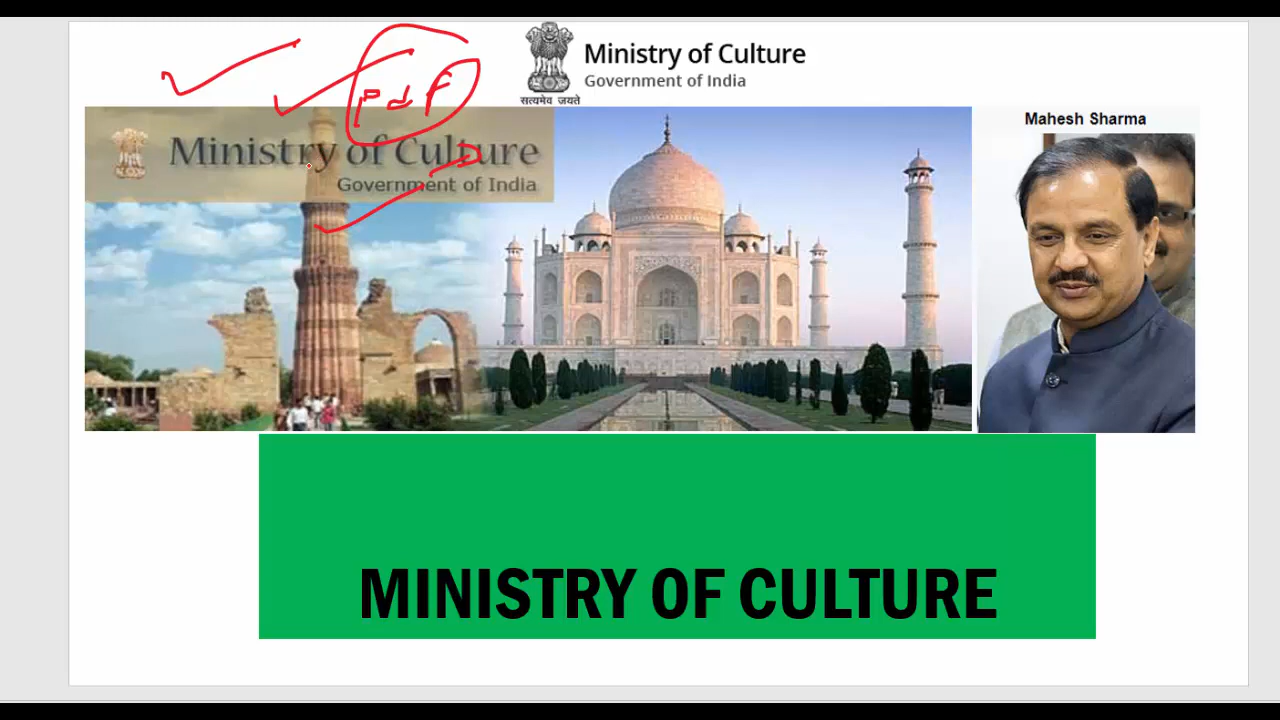 Ministry of Culture
Government of India
सत्यमेव जयते
pdf
Ministry of Culture
Government of India
Mahesh Sharma
MINISTRY OF CULTURE